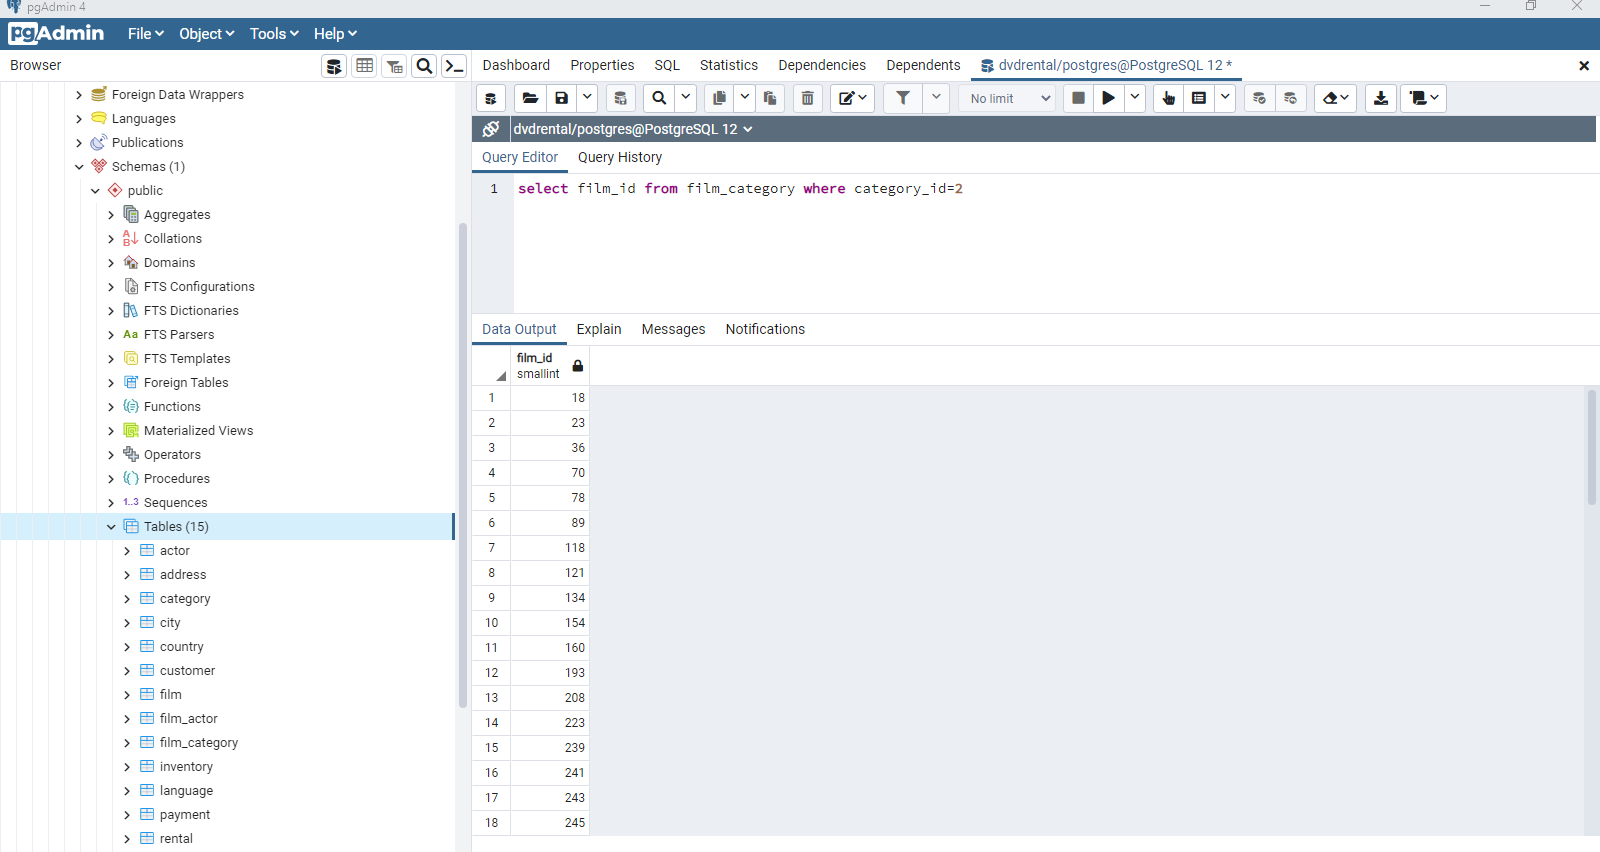 pgAdmin 4
pgAdmin File Object Tools Help
Browser
Dashboard Properties SQL Statistics Dependencies Dependents dvdrental/postgres@PostgreSQL 12 *
No limit
dvdrental/postgres@PostgreSQL 12
Query Editor Query History
1 select film_id from film_category where category_id=2
Foreign Data Wrappers
Languages
Publications
Schemas (1)
public
Aggregates
Collations
Domains
FTS Configurations
FTS Dictionaries
Aa FTS Parsers
FTS Templates
Foreign Tables
Functions
Materialized Views
Operators
Procedures
1..3 Sequences
Tables (15)
actor
address
category
city
country
customer
film
film_actor
film_category
inventory
language
payment
rental
Data Output Explain Messages Notifications
film_id
smallint
1 18
2 23
3 36
4 70
5 78
6 89
7 118
8 121
9 134
10 154
11 160
12 193
13 208
14 223
15 239
16 241
17 243
18 245